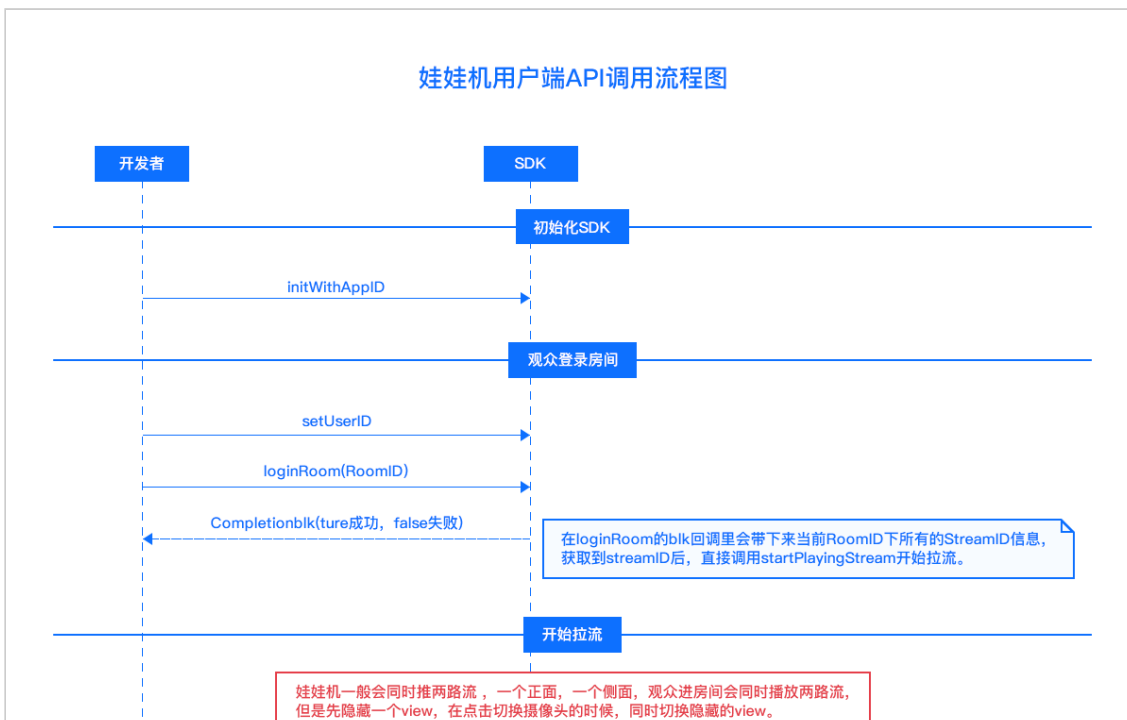 娃娃机用户端API调用流程图
开发者
SDK
初始化SDK
initWithAppID
观众登录房间
setUserID
loginRoom(RoomID)
Completionblk(ture成功，false失败)
在loginRoom的blk回调里会带下来当前RoomID下所有的StreamID信息，
获取到streamID后，直接调用startPlayingStream开始拉流。
开始拉流
娃娃机一般会同时推两路流 ，一个正面，一个侧面，观众进房间会同时播放两路流，
但是先隐藏一个view，在点击切换摄像头的时候，同时切换隐藏的view。